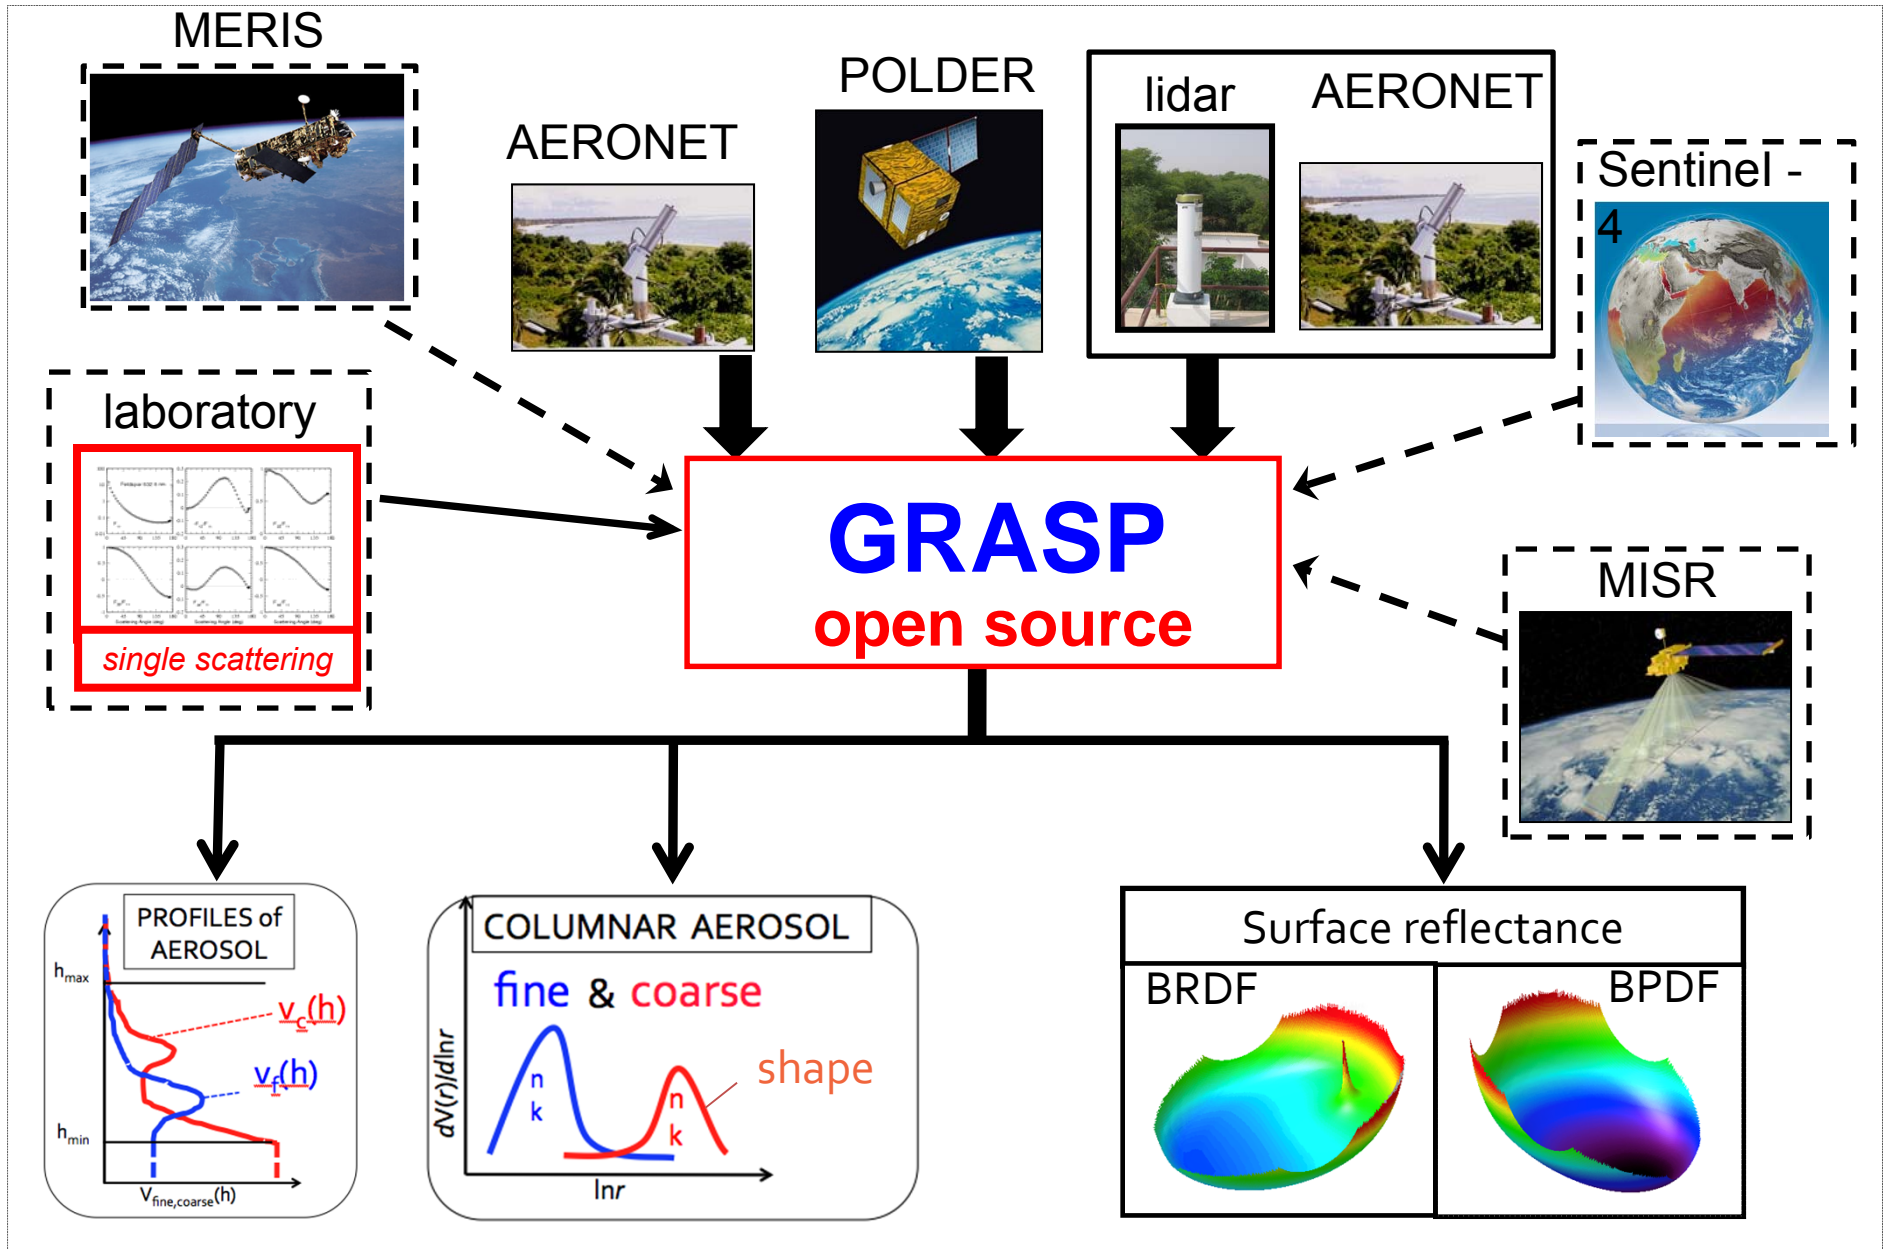 MERIS
AERONET
POLDER
lidar
AERONET
Sentinel -
4
laboratory
single scattering
GRASP
open source
MISR
PROFILES of
AEROSOL
hmax
vc(h)
vf(h)
hmin
Vfine,coarse(h)
COLUMNAR AEROSOL
fine & coarse
shape
n
k
n
k
dV(r)/dlnr
lnr
Surface reflectance
BRDF
BPDF